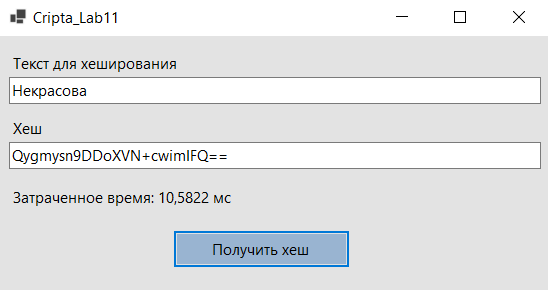 Cripta_Lab11
Текст для хеширования
Некрасова
Хеш
Qygmysn9DDoXVN+cwimIFQ==
Затраченное время: 10,5822 мс
Получить хеш